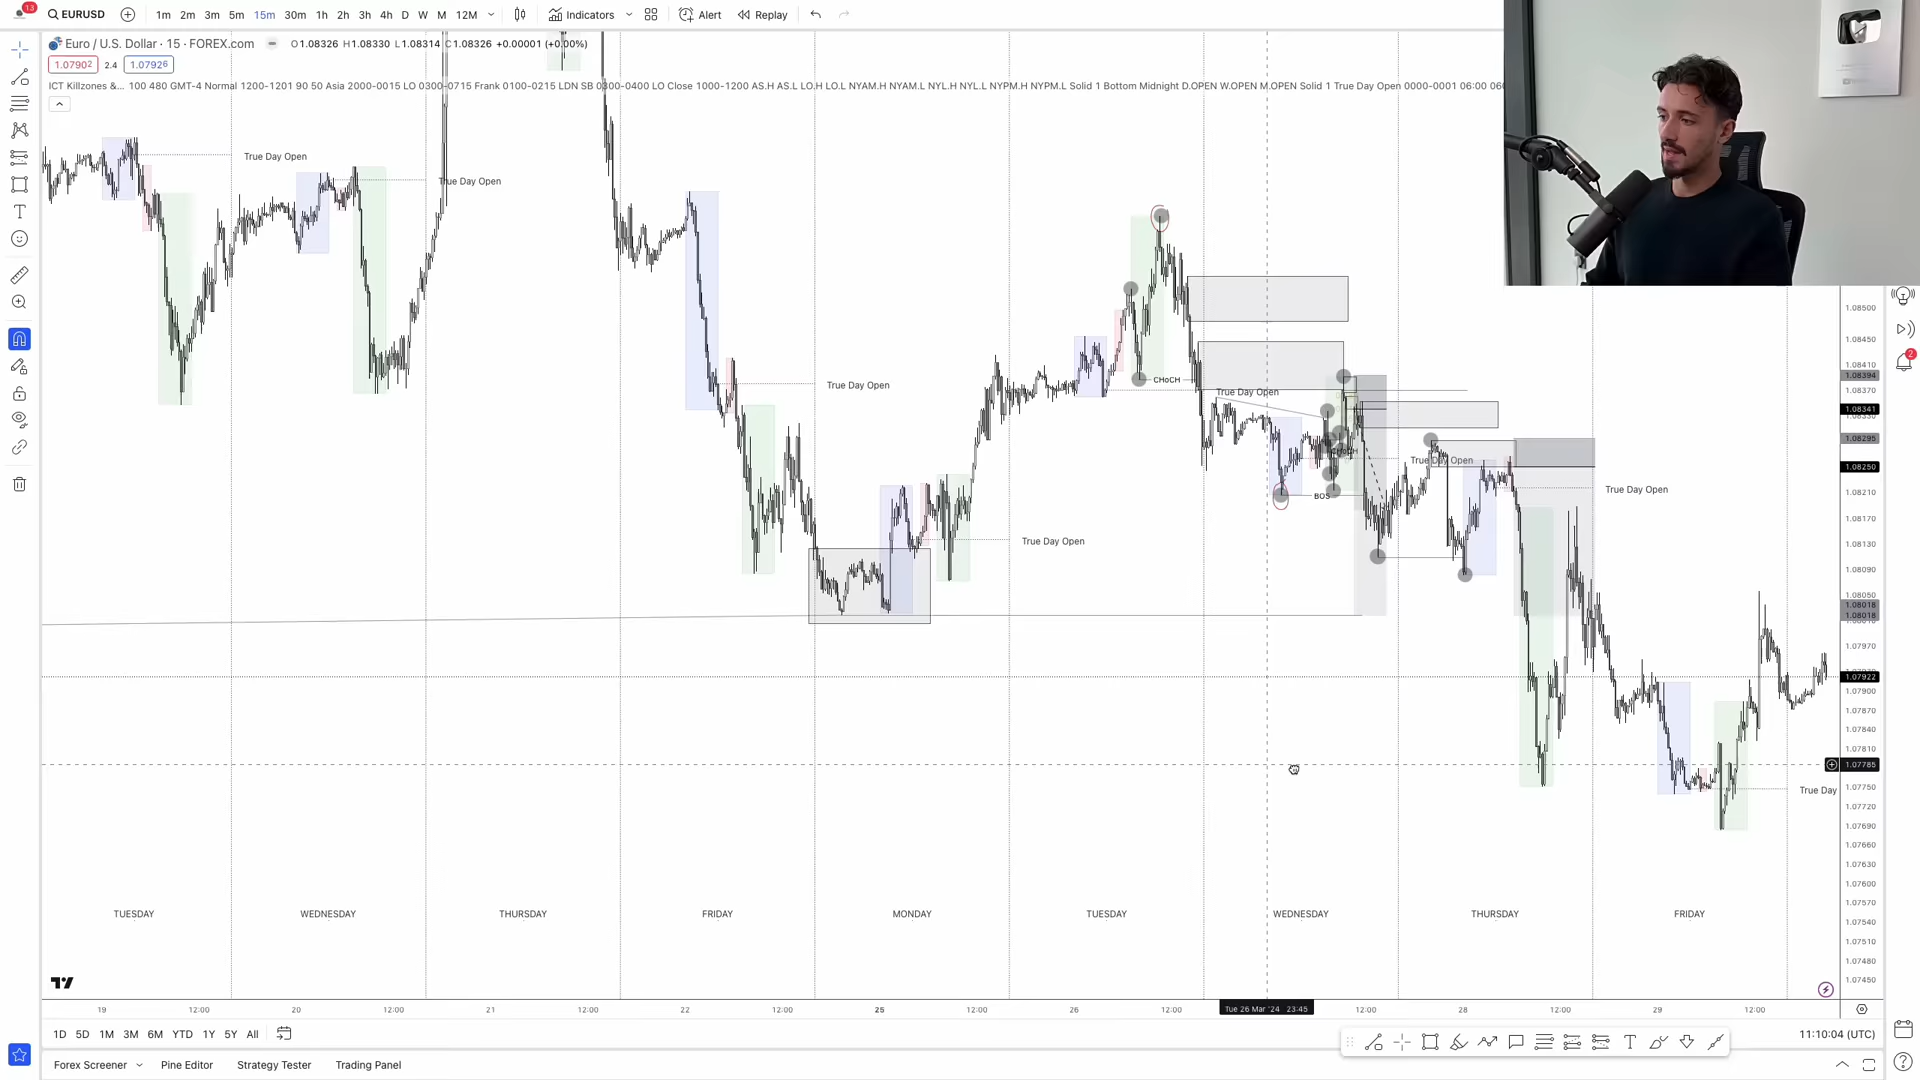 13
EURUSD
1m 2m 3m 5m 15m 30m 1h 2h 3h 4h D W M 12M
Indicators
Alert
Replay
Euro / U.S. Dollar · 15 · FOREX.com
O1.08326 H1.08330 L1.08314 C1.08326 +0.00001 (+0.00%)
1.07902 2.4 1.07926
ICT Killzones &... 100 480 GMT-4 Normal 1200-1201 90 50 Asia 2000-0015 LO 0300-0715 Frank 0100-0215 LDN SB 0300-0400 LO Close 1000-1200 AS.H AS.L LO.H LO.L NYAM.H NYAM.L NYL.H NYL.L NYPM.H NYPM.L Solid 1 Bottom Midnight D.OPEN W.OPEN M.OPEN Solid 1 True Day Open 0000-0001 06:00
True Day Open
True Day Open
True Day Open
True Day Open
CHoCH
True Day Open
True Day Open
BOS
True Day Open
True Day
1.08500
1.08450
1.08410
1.08394
1.08370
1.08341
1.08295
1.08250
1.08210
1.08170
1.08130
1.08090
1.08050
1.08018
1.08018
1.07970
1.07922
1.07900
1.07870
1.07840
1.07810
1.07785
1.07750
1.07720
1.07690
1.07660
1.07630
1.07600
1.07570
1.07540
1.07510
1.07480
1.07450
2
TUESDAY WEDNESDAY THURSDAY FRIDAY MONDAY TUESDAY WEDNESDAY THURSDAY FRIDAY
19 12:00 20 12:00 21 12:00 22 12:00 25 12:00 26 12:00 Tue 26 Mar '24 23:45 12:00 28 12:00 29 12:00
1D 5D 1M 3M 6M YTD 1Y 5Y All
11:10:04 (UTC)
Forex Screener Pine Editor Strategy Tester Trading Panel